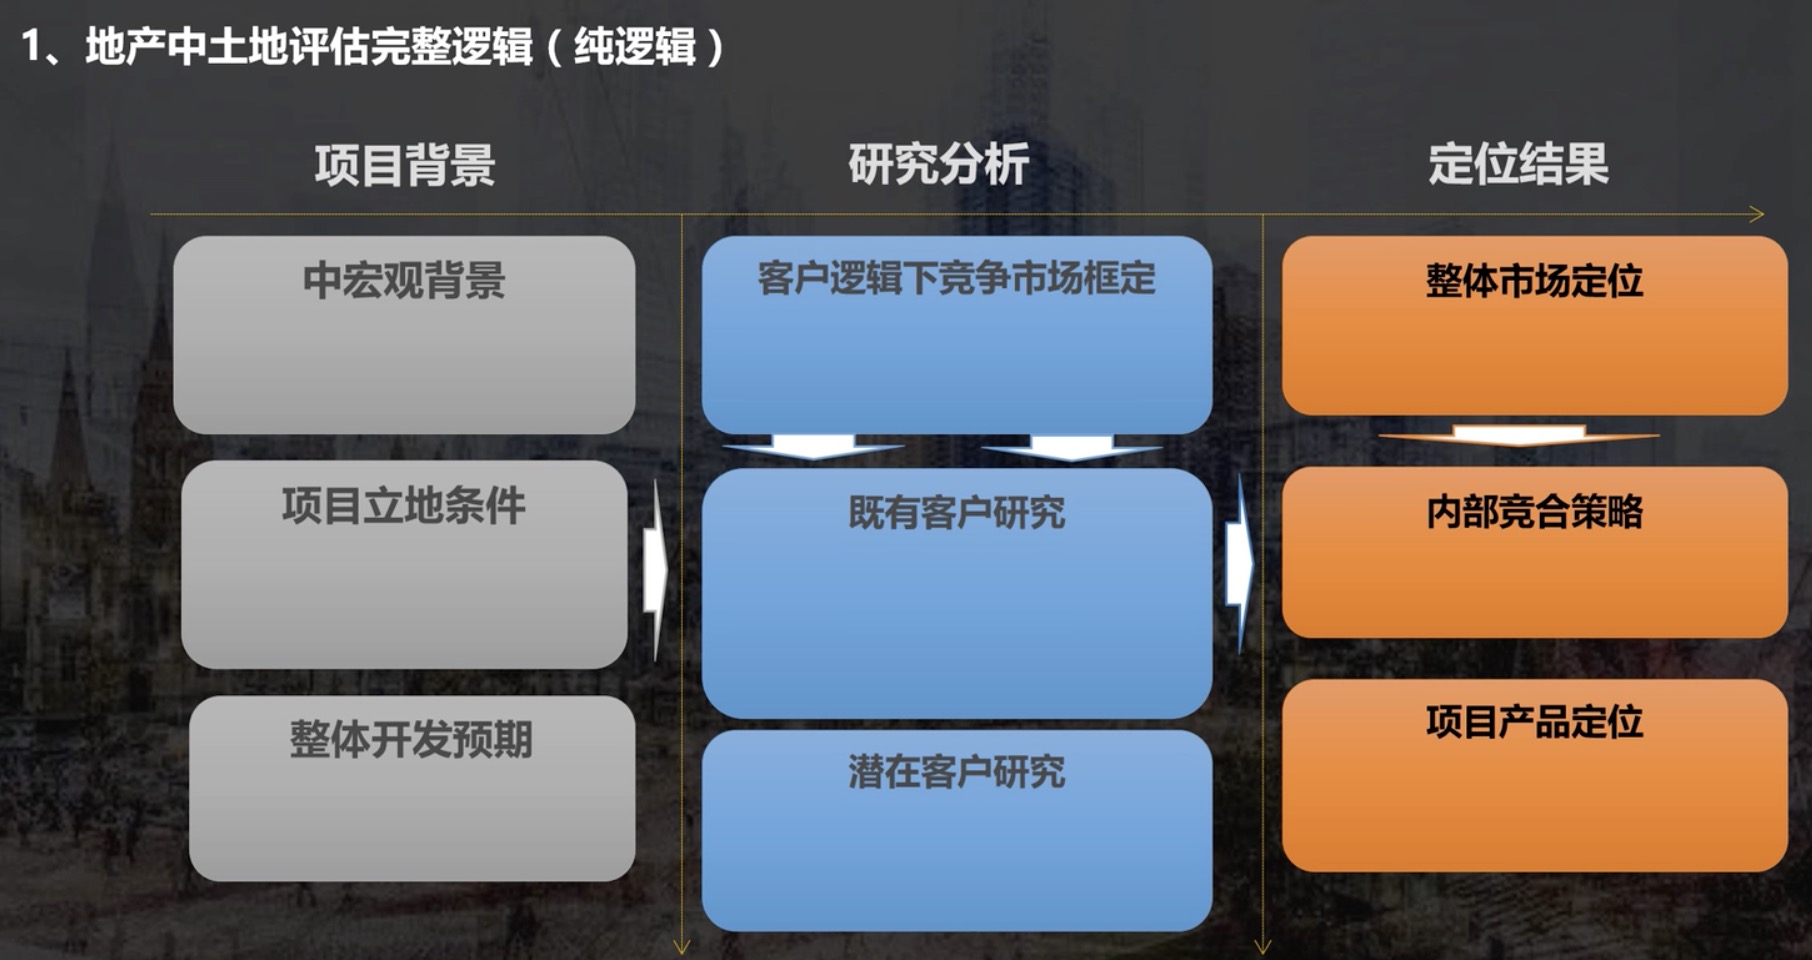 1、地产中土地评估完整逻辑（纯逻辑）
项目背景
研究分析
定位结果
中宏观背景
项目立地条件
整体开发预期
客户逻辑下竞争市场框定
既有客户研究
潜在客户研究
整体市场定位
内部竞合策略
项目产品定位